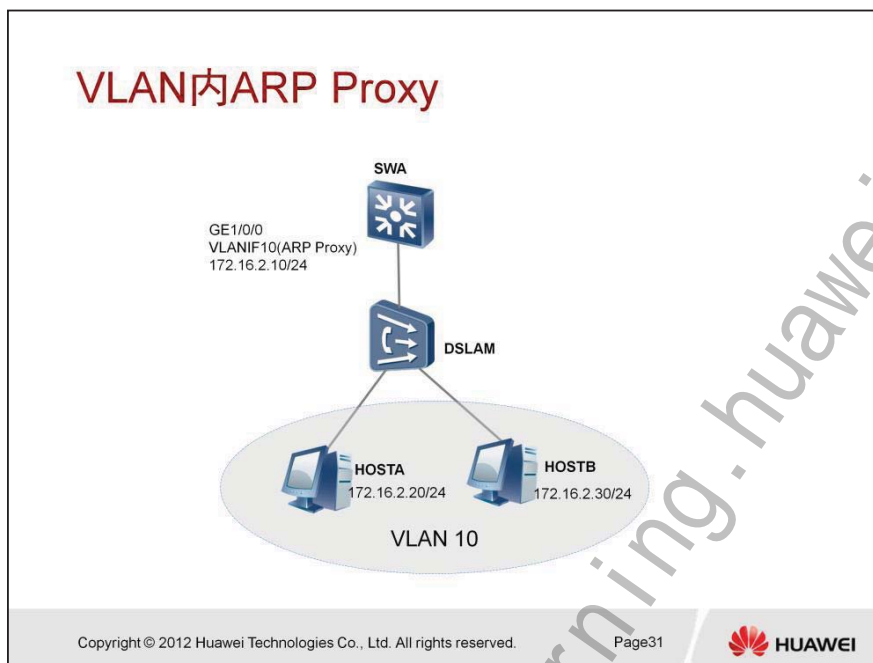 VLAN内ARP Proxy
SWA
GE1/0/0
VLANIF10(ARP Proxy)
172.16.2.10/24
DSLAM
HOSTA
172.16.2.20/24
HOSTB
172.16.2.30/24
VLAN 10
Copyright © 2012 Huawei Technologies Co., Ltd. All rights reserved.
Page31
HUAWEI
rning.huawei.